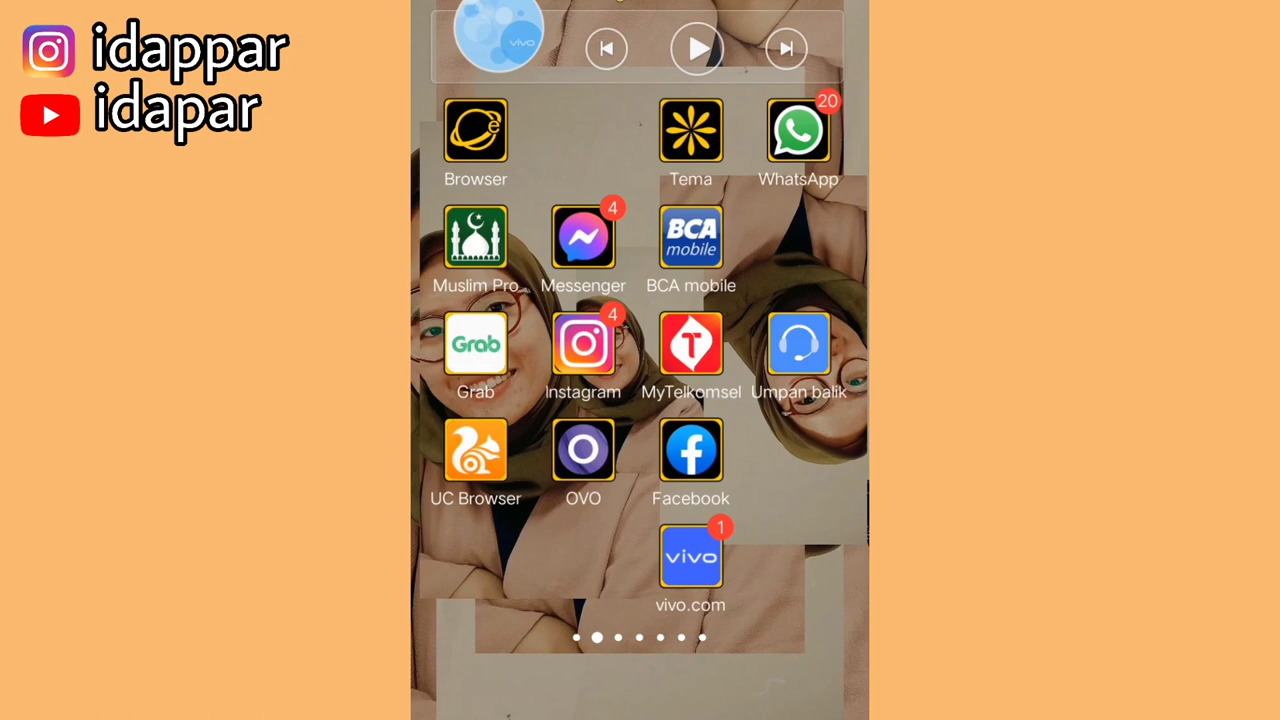 idappar
idapar
vivo
20
Browser
Tema
WhatsApp
4
BCA
mobile
Muslim Pro...
Messenger
BCA mobile
4
Grab
T
Grab
Instagram
MyTelkomsel
Umpan balik
UC Browser
OVO
Facebook
1
vivo
vivo.com